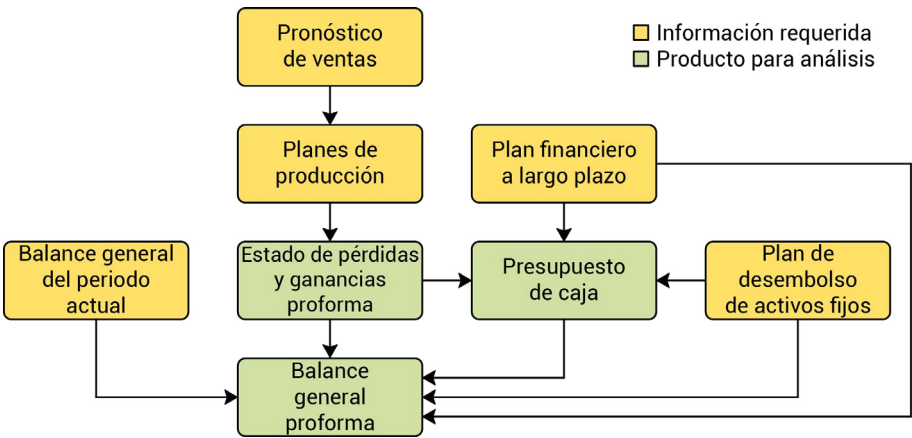 Pronóstico
de ventas
Información requerida
Producto para análisis
Planes de
producción
Plan financiero
a largo plazo
Balance general
del periodo
actual
Estado de pérdidas
y ganancias
proforma
Presupuesto
de caja
Plan de
desembolso
de activos fijos
Balance
general
proforma